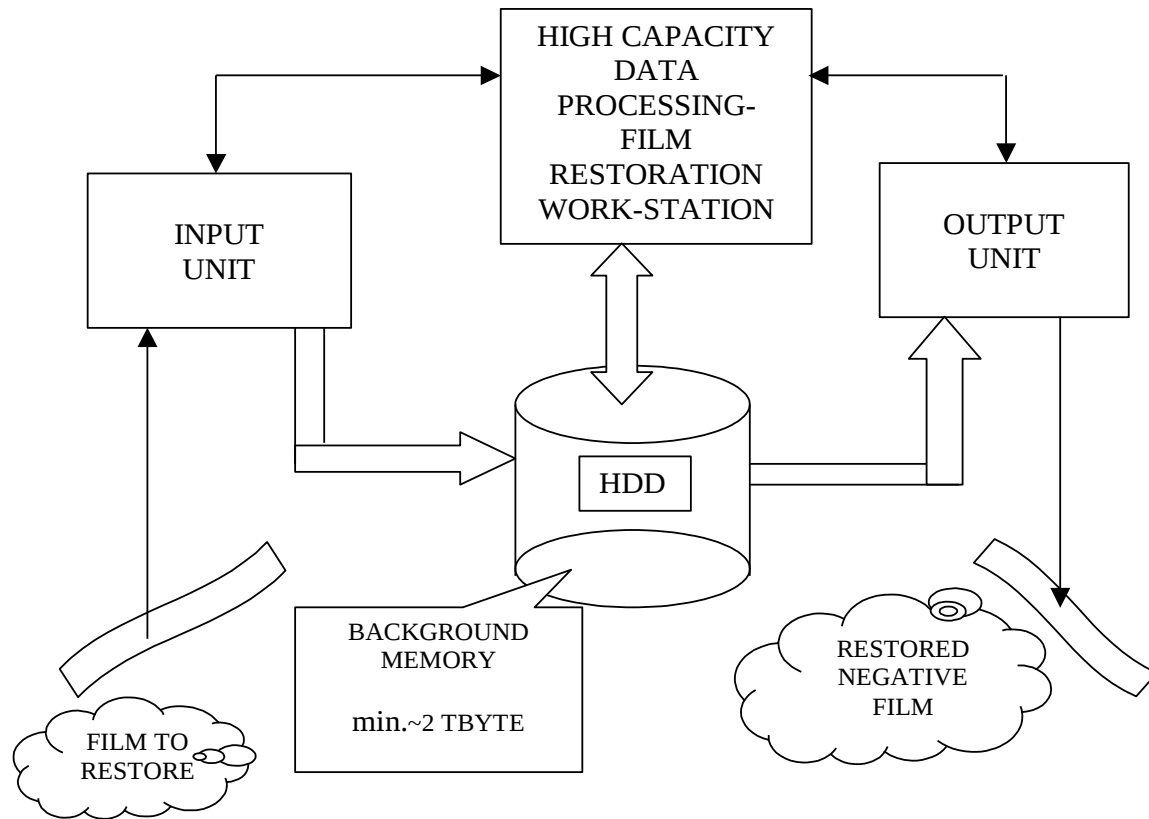 HIGH CAPACITY
DATA
PROCESSING-
FILM
RESTORATION
WORK-STATION
INPUT
UNIT
OUTPUT
UNIT
HDD
BACKGROUND
MEMORY
min.~2 TBYTE
RESTORED
NEGATIVE
FILM
FILM TO
RESTORE